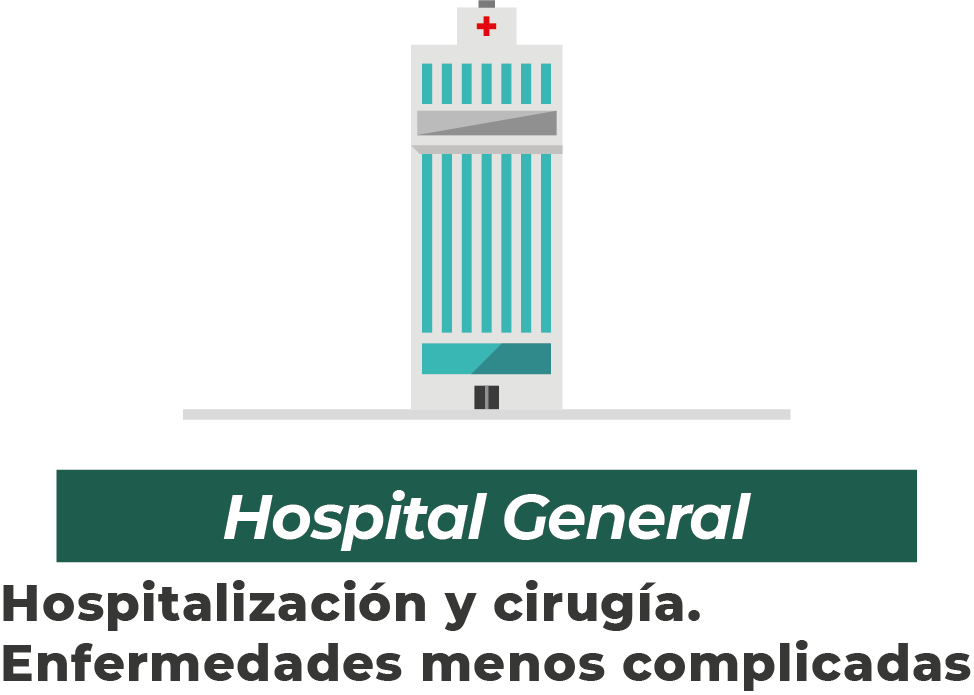 Hospital General
Hospitalización y cirugía.
Enfermedades menos complicadas